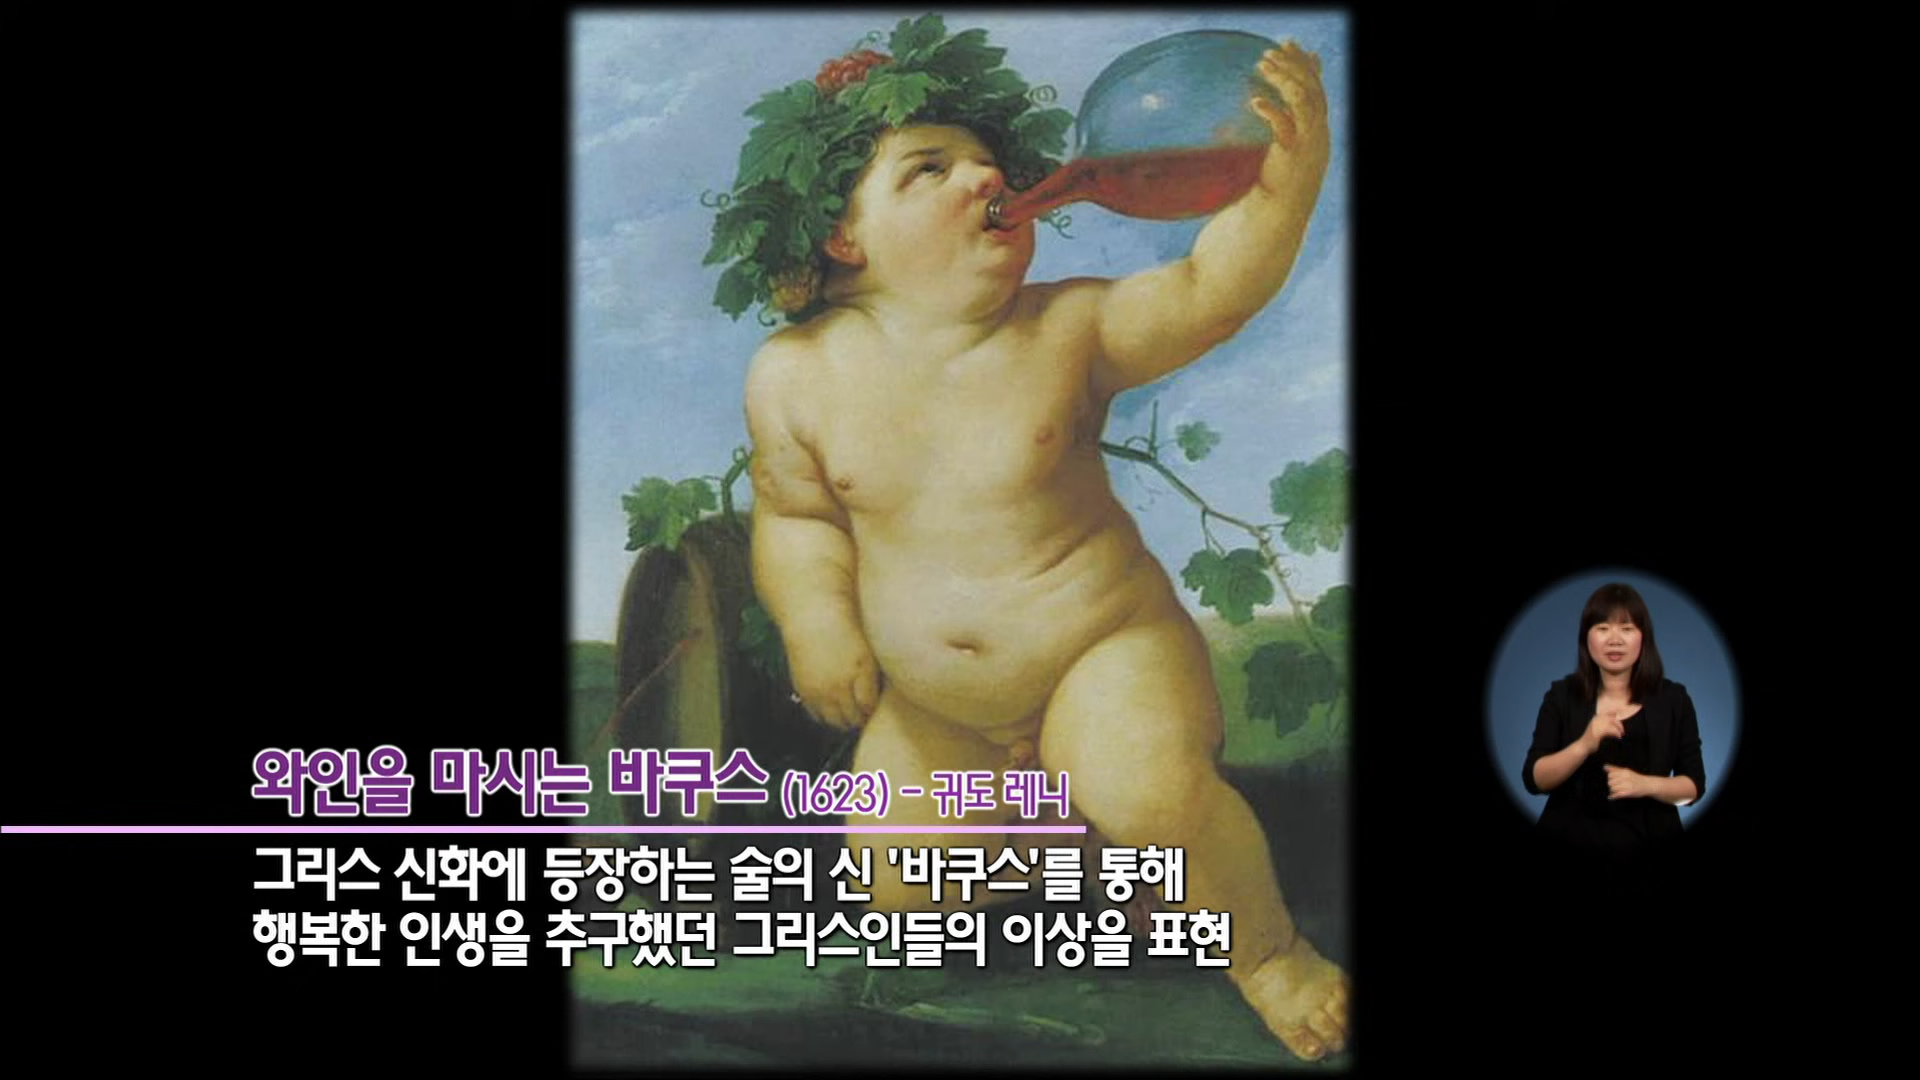 와인을 마시는 바쿠스 (1623) - 귀도 레니
그리스 신화에 등장하는 술의 신 '바쿠스'를 통해
행복한 인생을 추구했던 그리스인들의 이상을 표현